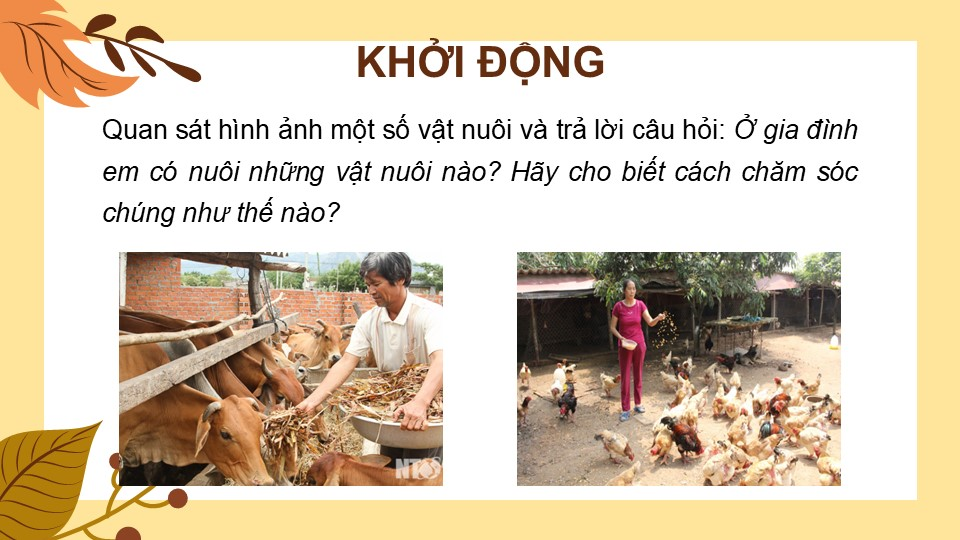 KHỞI ĐỘNG
Quan sát hình ảnh một số vật nuôi và trả lời câu hỏi: Ở gia đình
em có nuôi những vật nuôi nào? Hãy cho biết cách chăm sóc
chúng như thế nào?